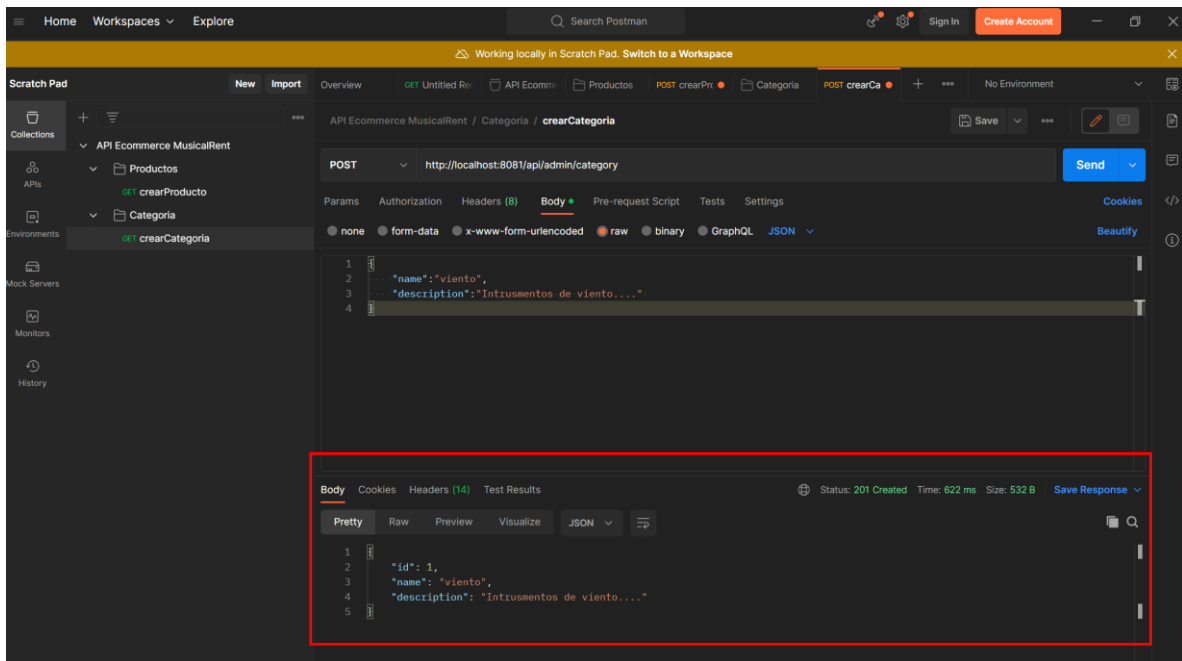 Home Workspaces Explore Search Postman Sign In Create Account
Working locally in Scratch Pad. Switch to a Workspace
Scratch Pad New Import Overview GET Untitled Re API Ecomm Productos POST crearPrc Categoria POST crearCa No Environment
Collections
API Ecommerce MusicalRent / Categoria / crearCategoria Save
API Ecommerce MusicalRent
Productos
GET crearProducto
Categoria
GET crearCategoria
APIs
Environments
Mock Servers
Monitors
History
POST http://localhost:8081/api/admin/category Send
Params Authorization Headers (8) Body Pre-request Script Tests Settings Cookies
none form-data x-www-form-urlencoded raw binary GraphQL JSON Beautify
1 {
2 "name":"viento",
3 "description":"Intrusmentos de viento...."
4 }
Body Cookies Headers (14) Test Results Status: 201 Created Time: 622 ms Size: 532 B Save Response
Pretty Raw Preview Visualize JSON
1 {
2 "id": 1,
3 "name": "viento",
4 "description": "Intrusmentos de viento...."
5 }